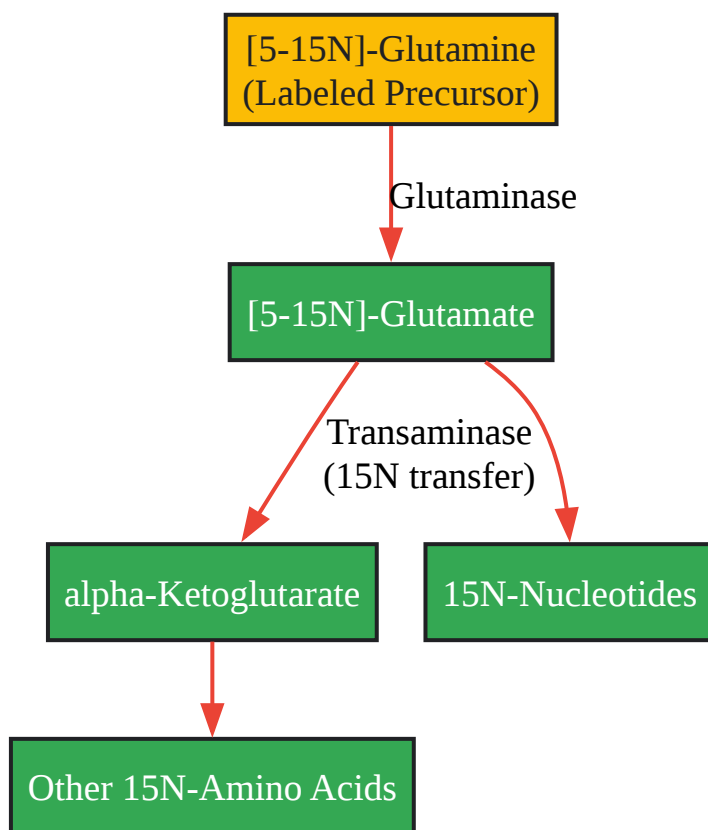 [5-15N]-Glutamine
(Labeled Precursor)
Glutaminase
[5-15N]-Glutamate
Transaminase
(15N transfer)
alpha-Ketoglutarate
15N-Nucleotides
Other 15N-Amino Acids